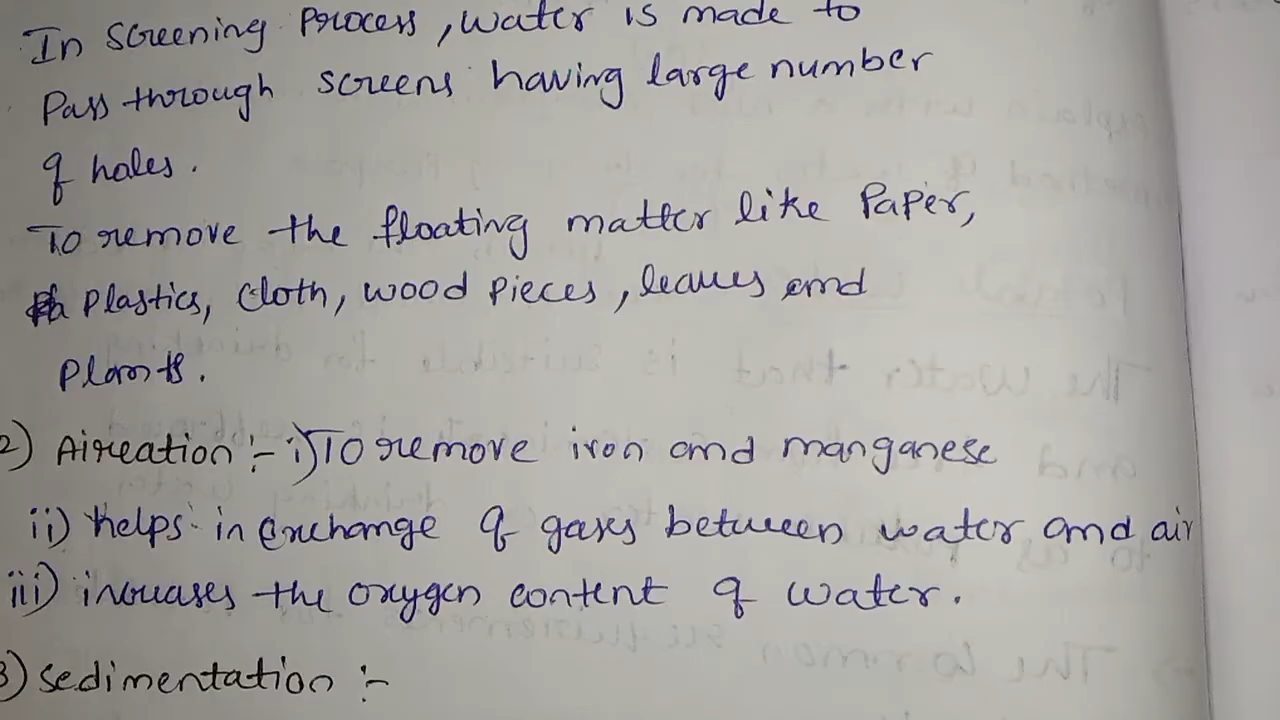 In screening process, water is made to
Pass through screens having large number
of holes.
To remove the floating matter like Paper,
Plastics, cloth, wood pieces, leaves and
Plants.
2) Aireation :- i) To remove iron and manganese
ii) helps in exchange of gases between water and air
iii) increases the oxygen content of water.
3) Sedimentation :-